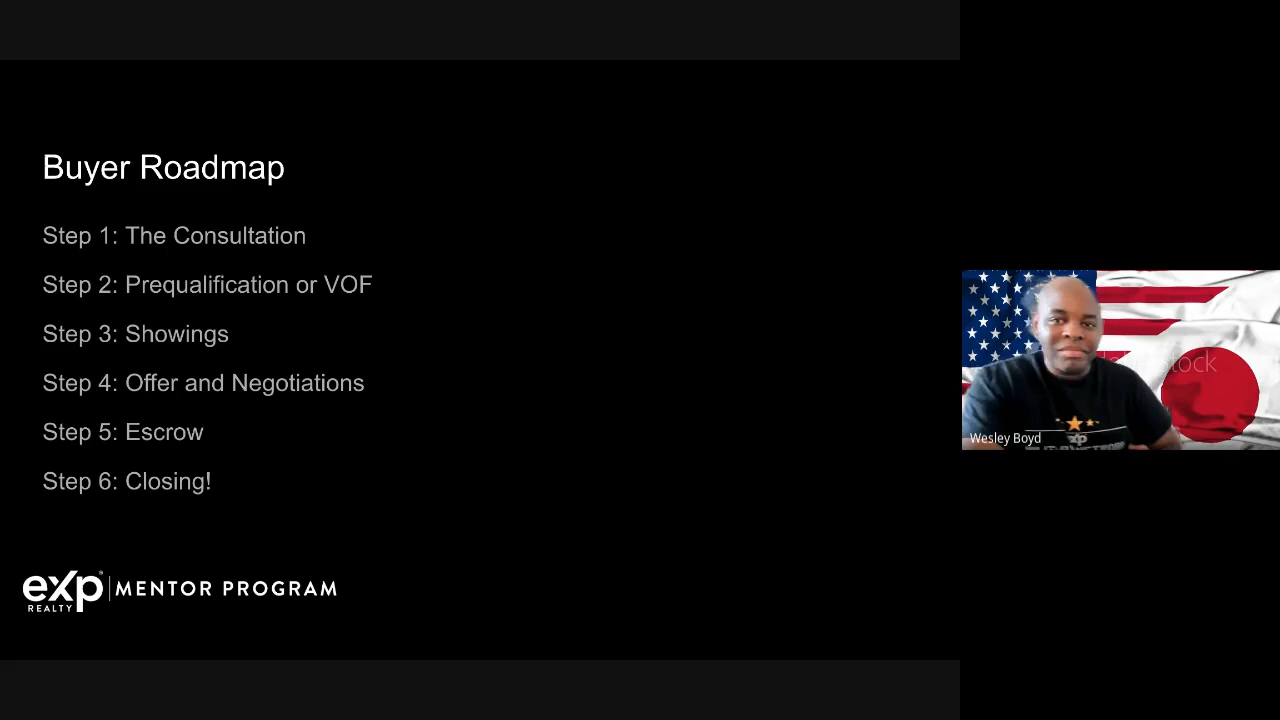 Buyer Roadmap
Step 1: The Consultation
Step 2: Prequalification or VOF
Step 3: Showings
Step 4: Offer and Negotiations
Step 5: Escrow
Step 6: Closing!
eXp
REALTY
MENTOR PROGRAM
Wesley Boyd
exp